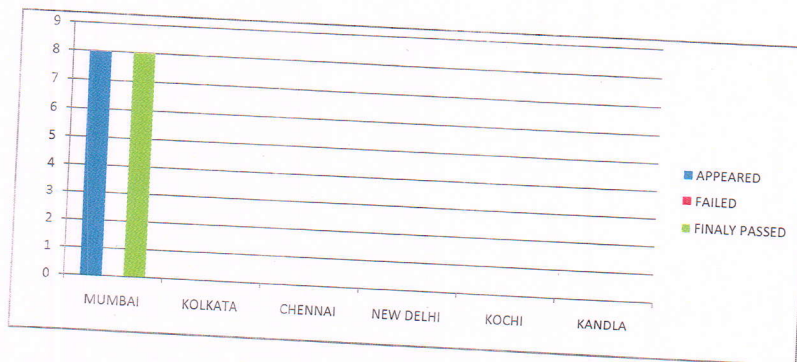 9
8
7
6
5
4
3
2
1
0
MUMBAI KOLKATA CHENNAI NEW DELHI KOCHI KANDLA
APPEARED
FAILED
FINALY PASSED